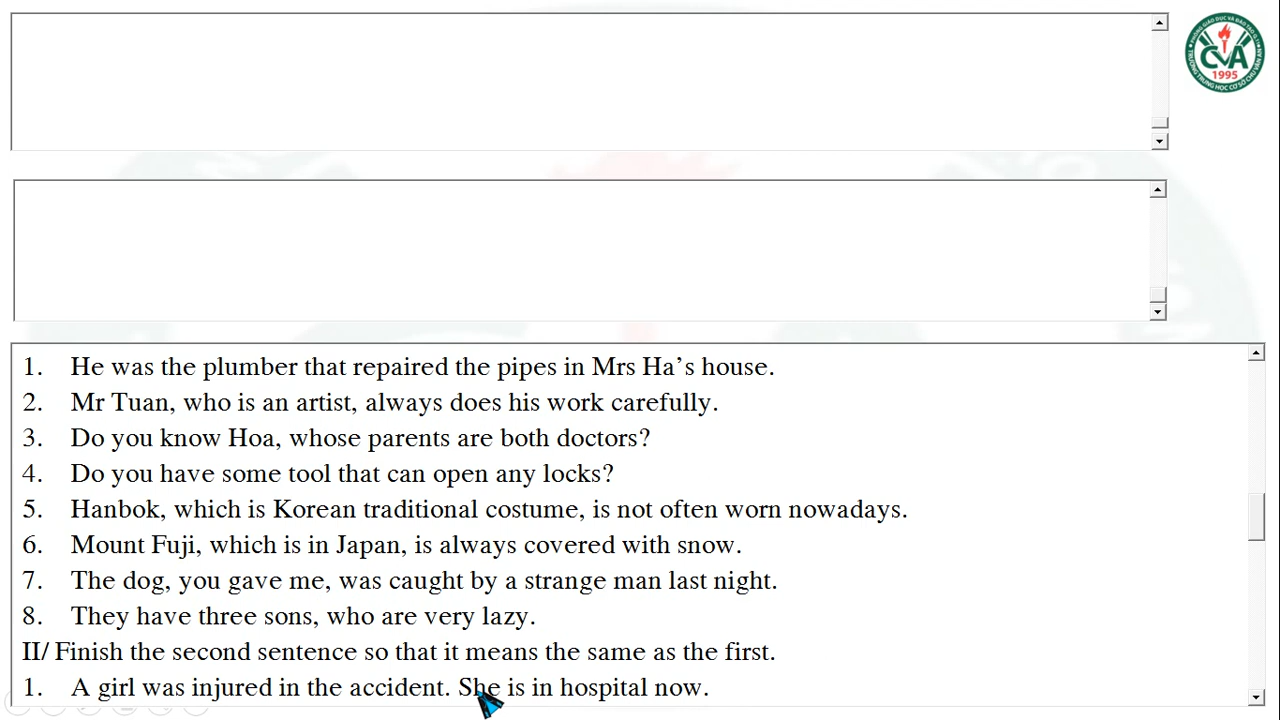 CVA
1995
1. He was the plumber that repaired the pipes in Mrs Ha’s house.
2. Mr Tuan, who is an artist, always does his work carefully.
3. Do you know Hoa, whose parents are both doctors?
4. Do you have some tool that can open any locks?
5. Hanbok, which is Korean traditional costume, is not often worn nowadays.
6. Mount Fuji, which is in Japan, is always covered with snow.
7. The dog, you gave me, was caught by a strange man last night.
8. They have three sons, who are very lazy.
II/ Finish the second sentence so that it means the same as the first.
1. A girl was injured in the accident. She is in hospital now.